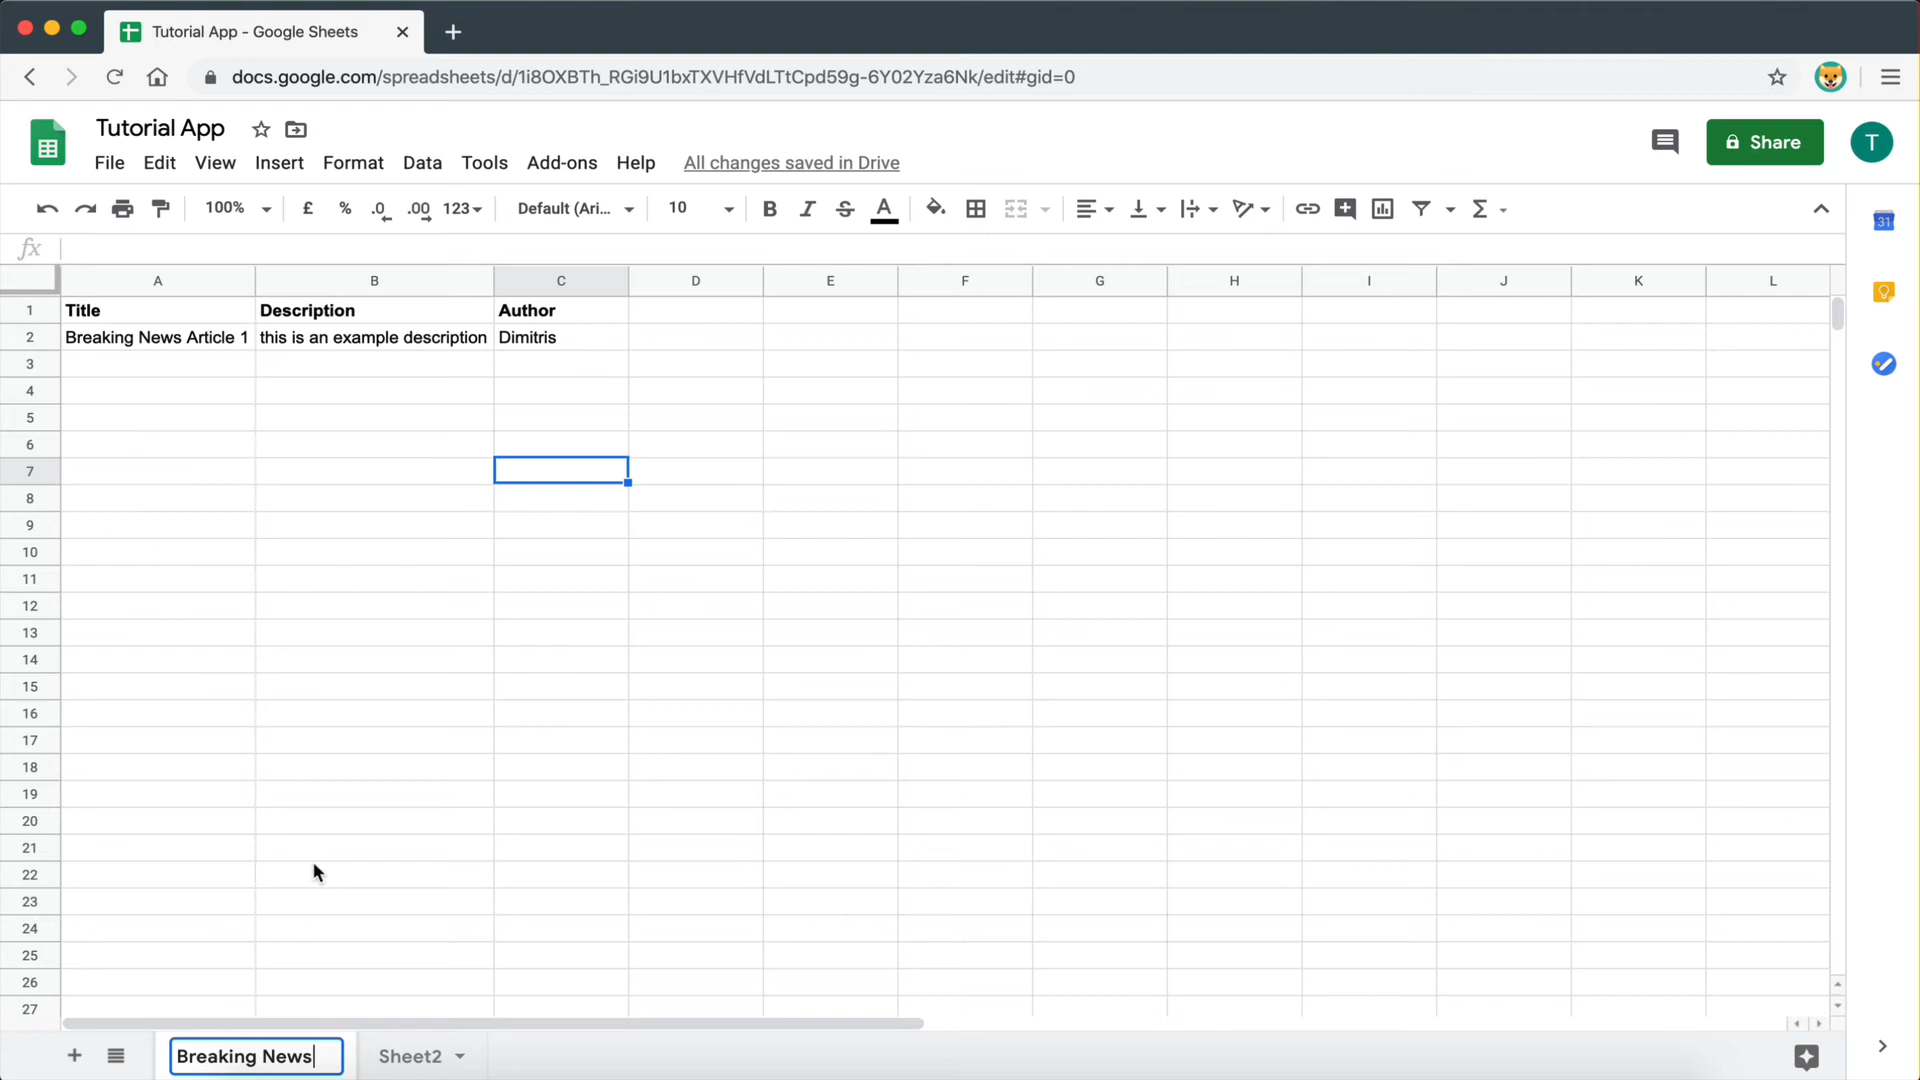 Tutorial App - Google Sheets
docs.google.com/spreadsheets/d/1i8OXBTh_RGi9U1bxTXVHfVdLTtCpd59g-6Y02Yza6Nk/edit#gid=0
Tutorial App
Share
T
File Edit View Insert Format Data Tools Add-ons Help All changes saved in Drive
100% £ % .0 .00 123 Default (Ari... 10 B I S A Σ
31
fx
A B C D E F G H I J K L
1 Title Description Author
2 Breaking News Article 1 this is an example description Dimitris
3
4
5
6
7
8
9
10
11
12
13
14
15
16
17
18
19
20
21
22
23
24
25
26
27
Breaking News Sheet2